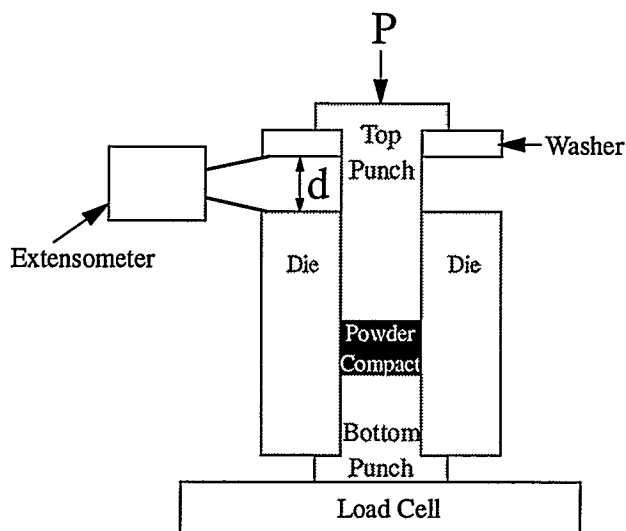 P
Top
Punch
Washer
d
Extensometer
Die
Die
Powder
Compact
Bottom
Punch
Load Cell